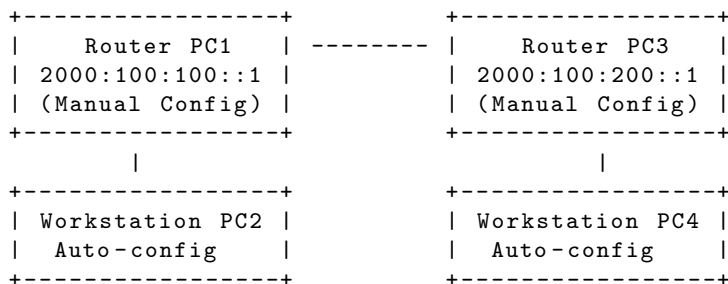 Router PC1 Router PC3
2000:100:100::1 2000:100:200::1
(Manual Config) (Manual Config)
Workstation PC2 Workstation PC4
Auto-config Auto-config